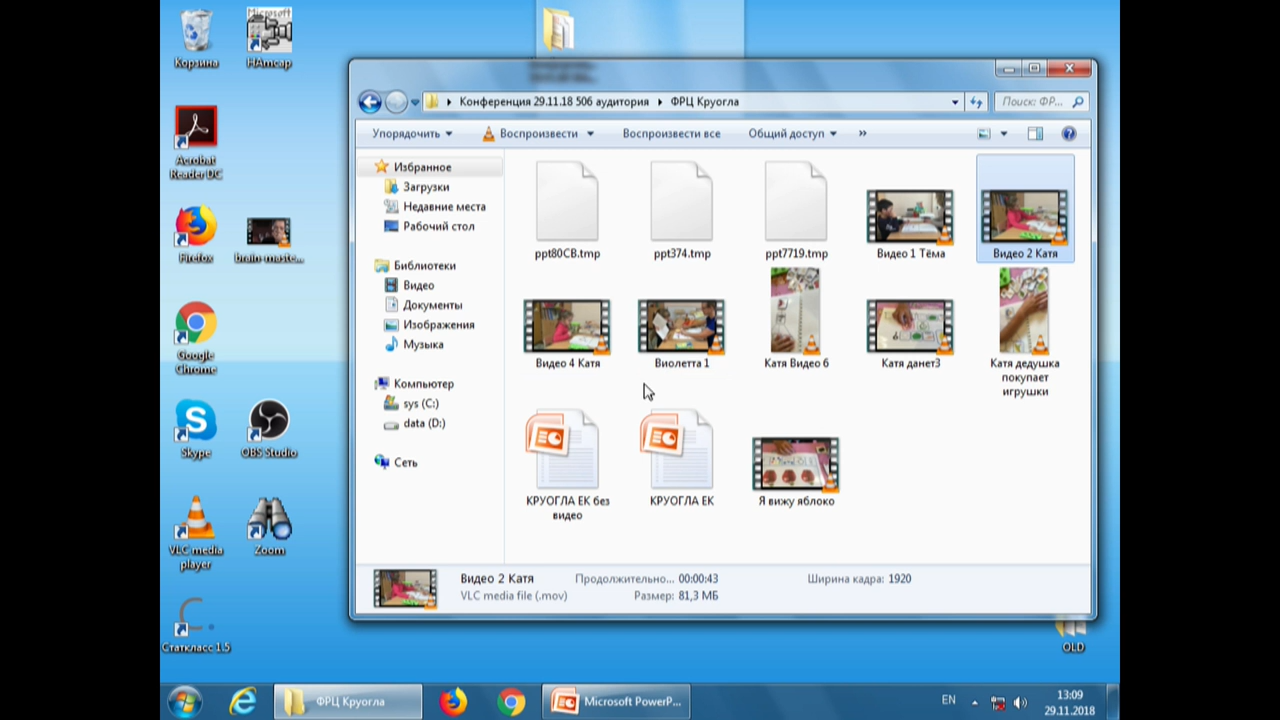 Microsoft
Корзина
HAmcap
Acrobat
Reader DC
Firefox
brain-maste...
Google
Chrome
Skype
OBS Studio
VLC media
player
Zoom
Статкласс 1.5
OLD
Конференция 29.11.18 506 аудитория
ФРЦ Круогла
Поиск: ФР...
Упорядочить
Воспроизвести
Воспроизвести все
Общий доступ
»
Избранное
Загрузки
Недавние места
Рабочий стол
Библиотеки
Видео
Документы
Изображения
Музыка
Компьютер
sys (C:)
data (D:)
Сеть
ppt80CB.tmp
ppt374.tmp
ppt7719.tmp
Видео 1 Тёма
Видео 2 Катя
Видео 4 Катя
Виолетта 1
Катя Видео 6
Катя данет3
Катя дедушка
покупает
игрушки
КРУОГЛА ЕК без
видео
КРУОГЛА ЕК
Я вижу яблоко
Видео 2 Катя
Продолжительно... 00:00:43
Ширина кадра: 1920
VLC media file (.mov)
Размер: 81,3 МБ
ФРЦ Круогла
Microsoft PowerP...
EN
13:09
29.11.2018